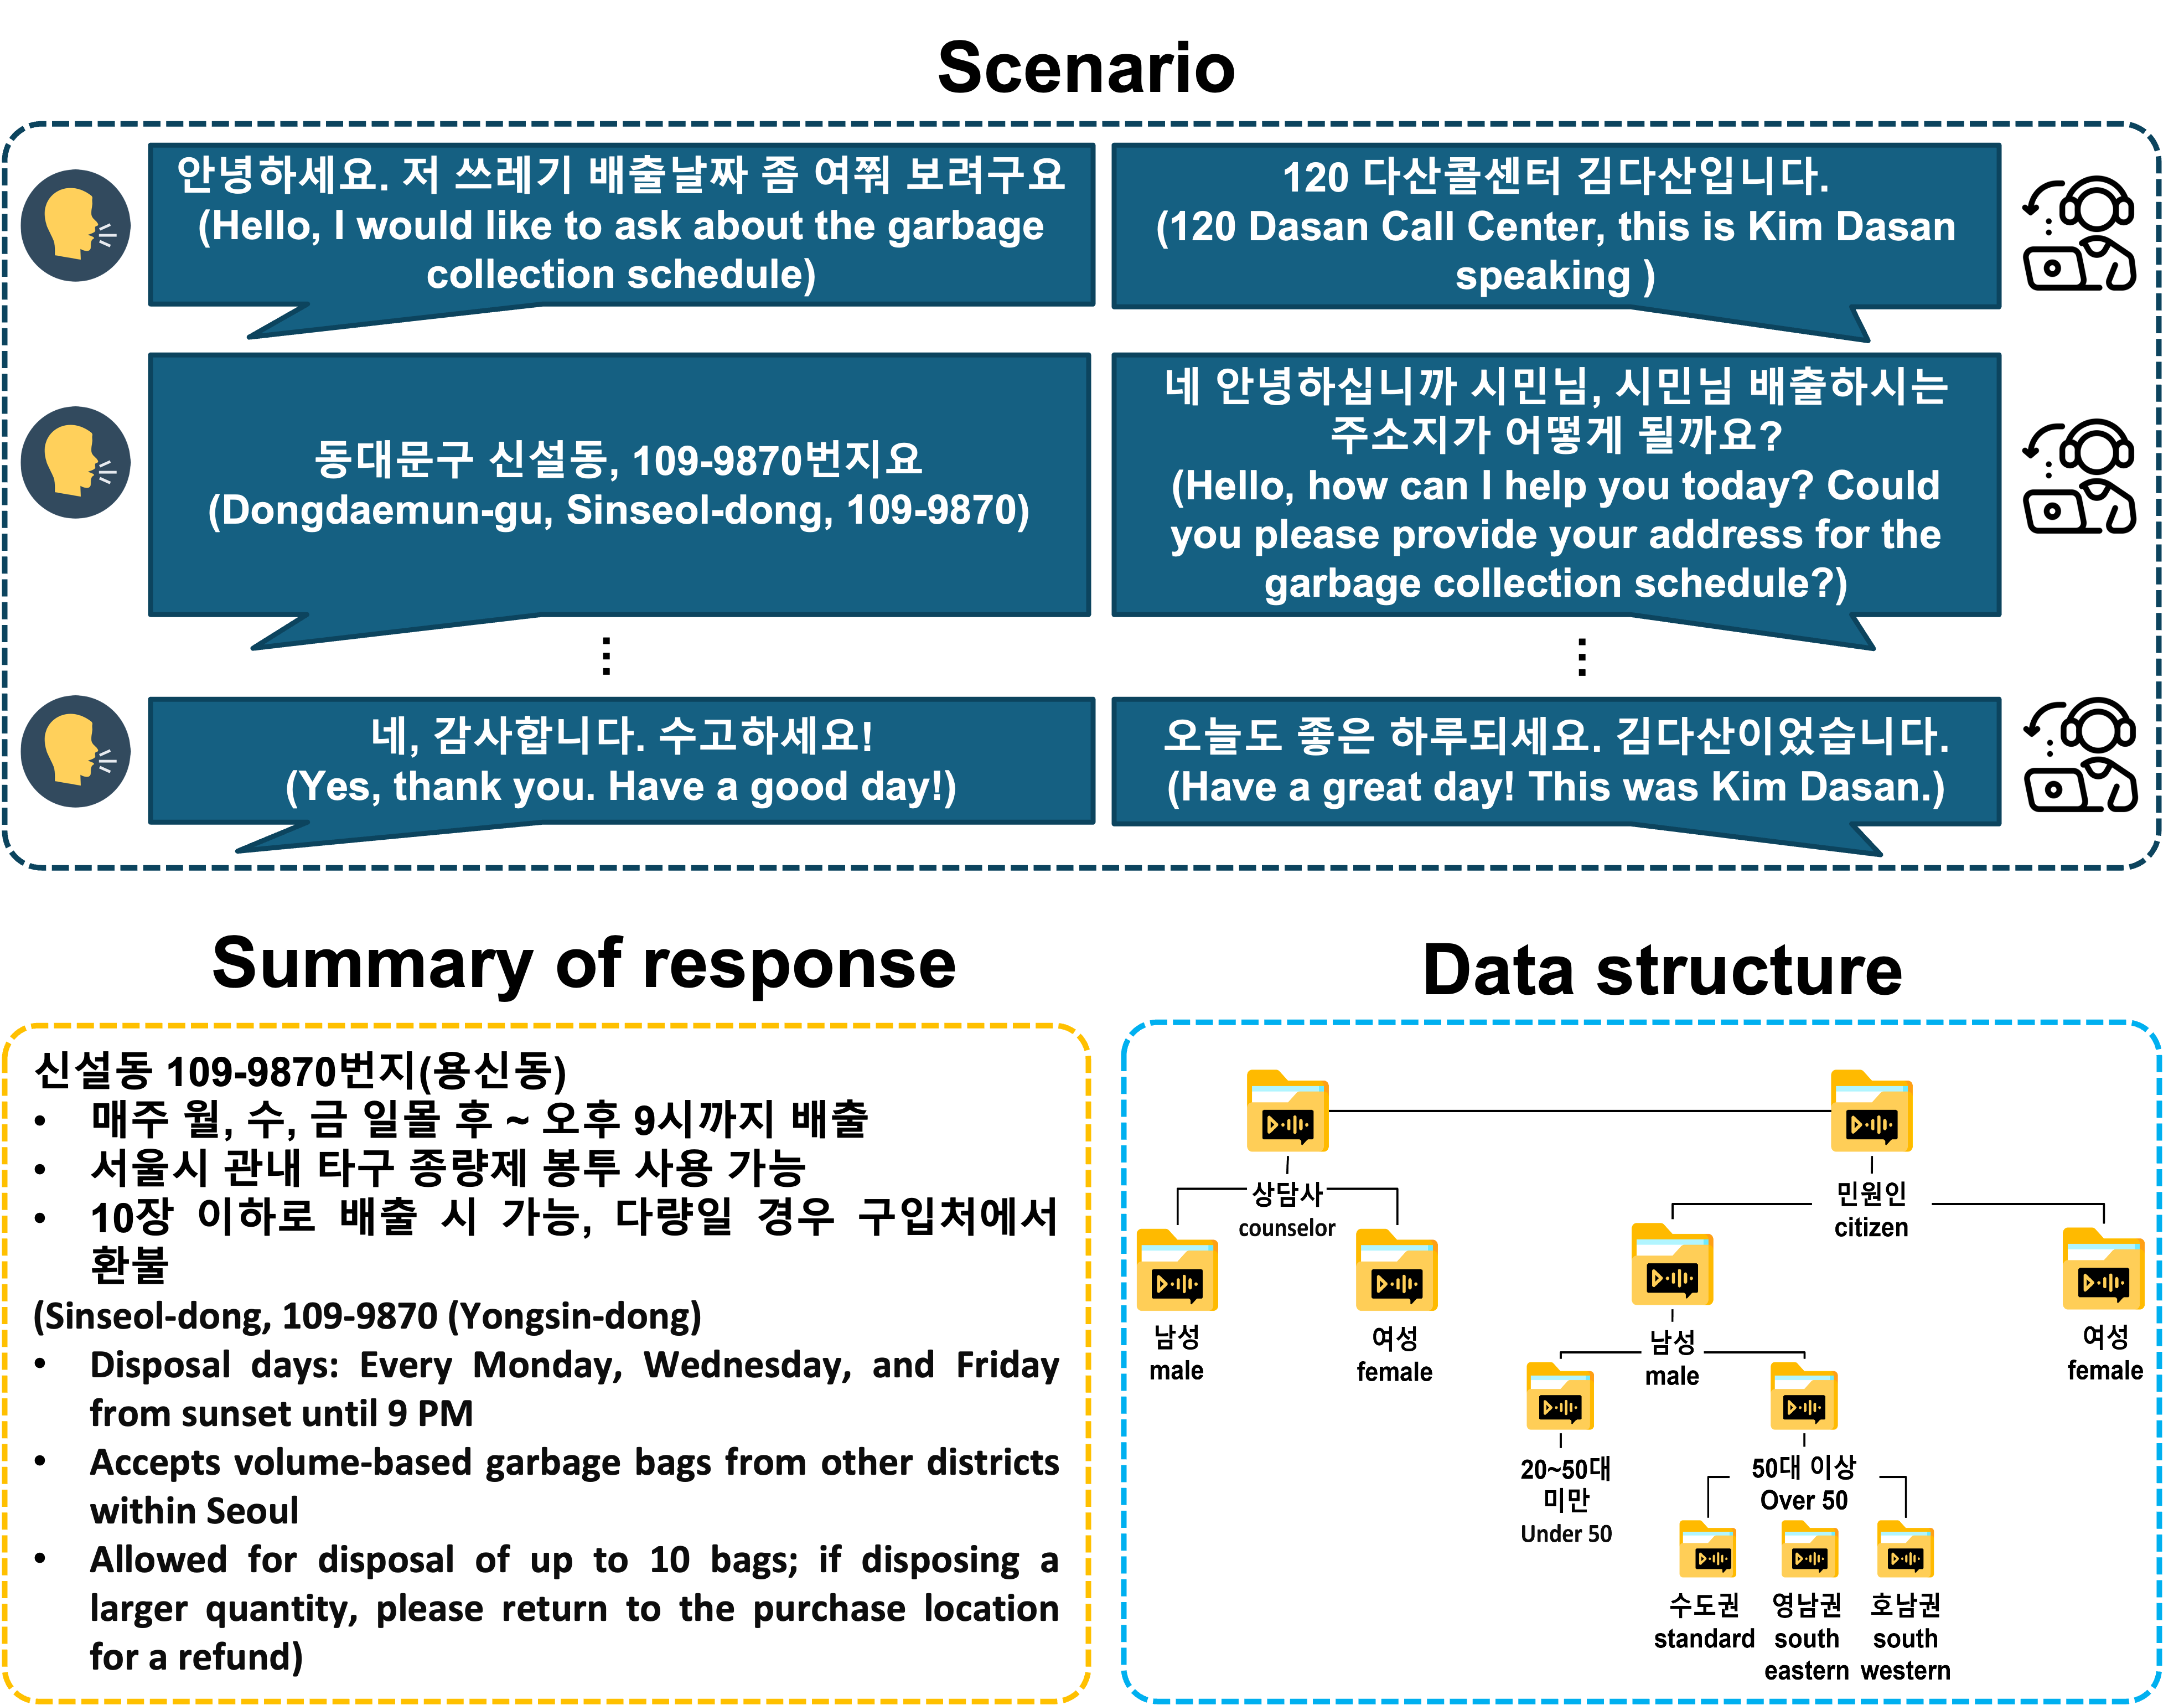 Scenario
안녕하세요. 저 쓰레기 배출날짜 좀 여쭤 보려구요
(Hello, I would like to ask about the garbage
collection schedule)
120 다산콜센터 김다산입니다.
(120 Dasan Call Center, this is Kim Dasan
speaking )
동대문구 신설동, 109-9870번지요
(Dongdaemun-gu, Sinseol-dong, 109-9870)
네 안녕하십니까 시민님, 시민님 배출하시는
주소지가 어떻게 될까요?
(Hello, how can I help you today? Could
you please provide your address for the
garbage collection schedule?)
네, 감사합니다. 수고하세요!
(Yes, thank you. Have a good day!)
오늘도 좋은 하루되세요. 김다산이었습니다.
(Have a great day! This was Kim Dasan.)
Summary of response
신설동 109-9870번지(용신동)
• 매주 월, 수, 금 일몰 후 ~ 오후 9시까지 배출
• 서울시 관내 타구 종량제 봉투 사용 가능
• 10장 이하로 배출 시 가능, 다량일 경우 구입처에서
환불
(Sinseol-dong, 109-9870 (Yongsin-dong)
• Disposal days: Every Monday, Wednesday, and Friday
from sunset until 9 PM
• Accepts volume-based garbage bags from other districts
within Seoul
• Allowed for disposal of up to 10 bags; if disposing a
larger quantity, please return to the purchase location
for a refund)
Data structure
상담사
counselor
민원인
citizen
남성
male
여성
female
남성
male
여성
female
20~50대
미만
Under 50
50대 이상
Over 50
수도권
standard
영남권
south
eastern
호남권
south
western